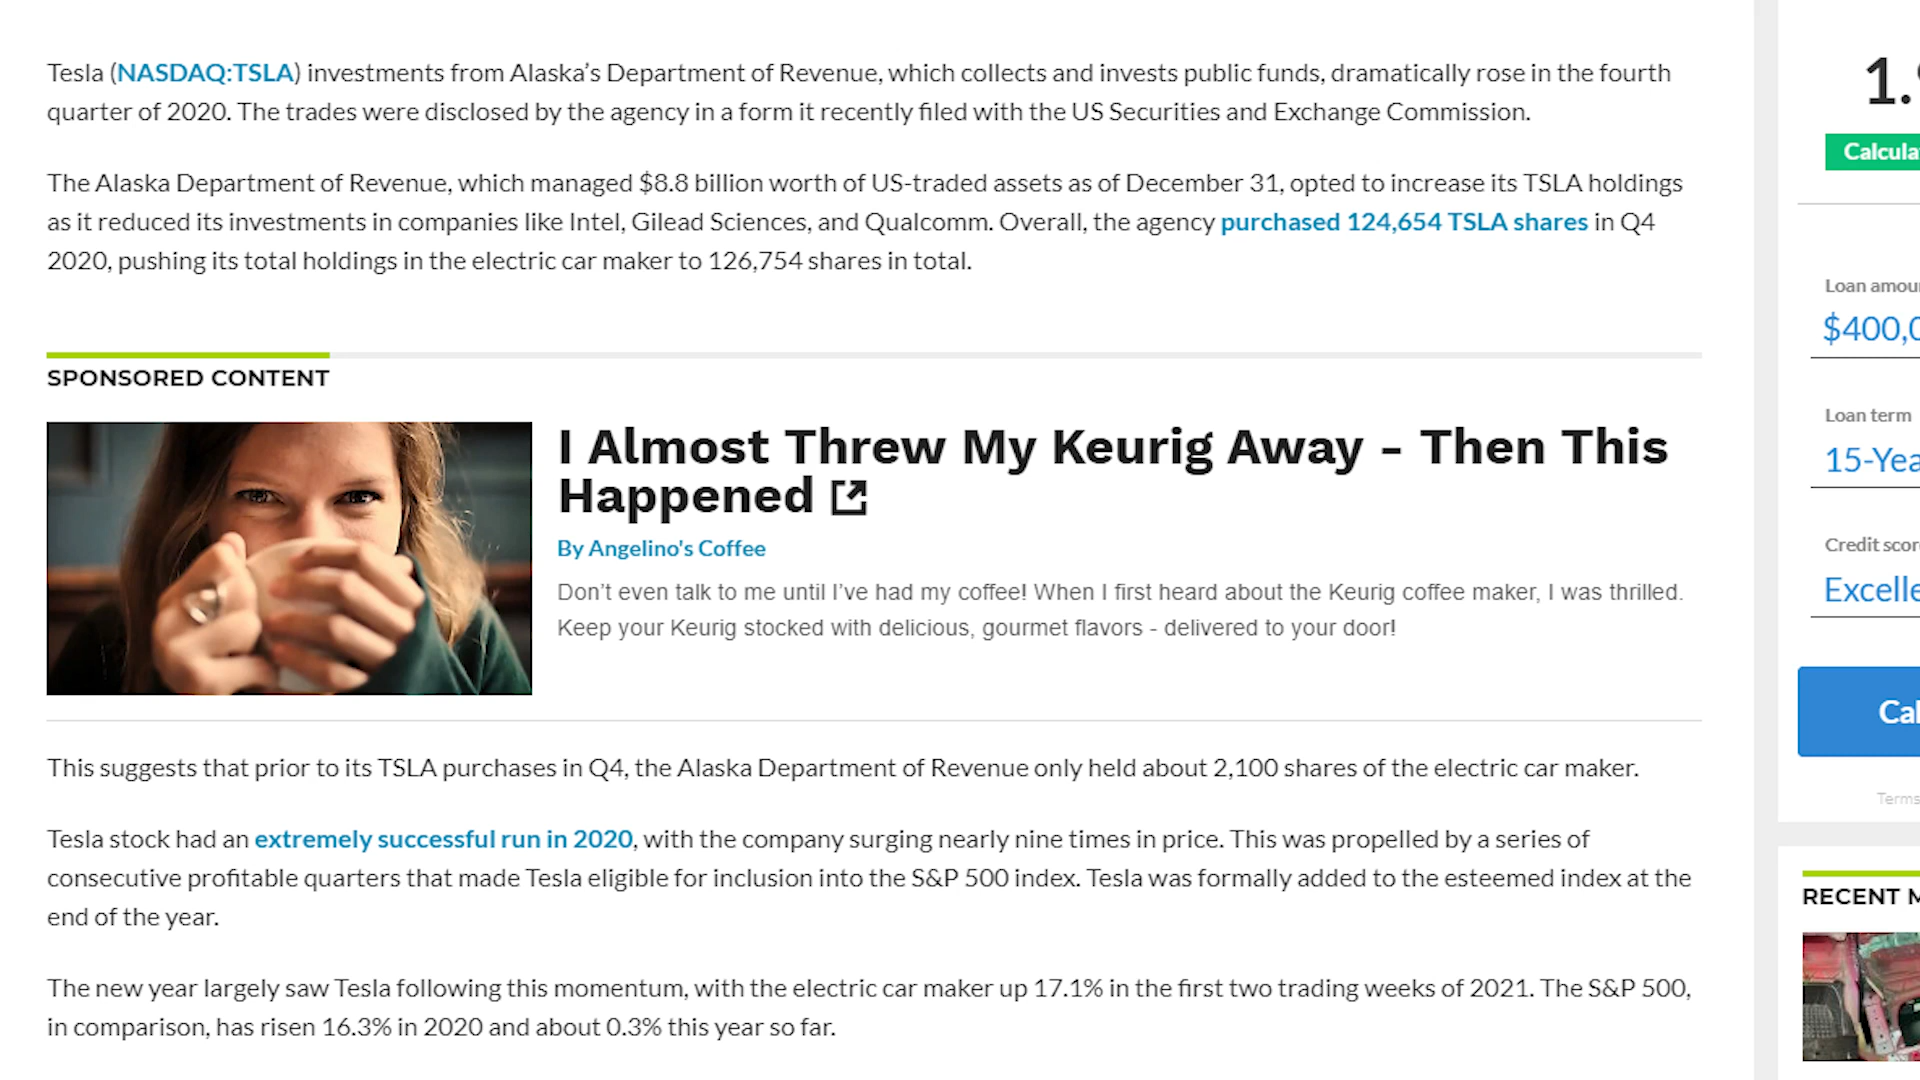 Tesla (NASDAQ:TSLA) investments from Alaska’s Department of Revenue, which collects and invests public funds, dramatically rose in the fourth
quarter of 2020. The trades were disclosed by the agency in a form it recently filed with the US Securities and Exchange Commission.
The Alaska Department of Revenue, which managed $8.8 billion worth of US-traded assets as of December 31, opted to increase its TSLA holdings
as it reduced its investments in companies like Intel, Gilead Sciences, and Qualcomm. Overall, the agency purchased 124,654 TSLA shares in Q4
2020, pushing its total holdings in the electric car maker to 126,754 shares in total.
SPONSORED CONTENT
I Almost Threw My Keurig Away - Then This
Happened
By Angelino's Coffee
Don’t even talk to me until I’ve had my coffee! When I first heard about the Keurig coffee maker, I was thrilled.
Keep your Keurig stocked with delicious, gourmet flavors - delivered to your door!
This suggests that prior to its TSLA purchases in Q4, the Alaska Department of Revenue only held about 2,100 shares of the electric car maker.
Tesla stock had an extremely successful run in 2020, with the company surging nearly nine times in price. This was propelled by a series of
consecutive profitable quarters that made Tesla eligible for inclusion into the S&P 500 index. Tesla was formally added to the esteemed index at the
end of the year.
The new year largely saw Tesla following this momentum, with the electric car maker up 17.1% in the first two trading weeks of 2021. The S&P 500,
in comparison, has risen 16.3% in 2020 and about 0.3% this year so far.
1.
Calcula
Loan amou
$400,0
Loan term
15-Yea
Credit scor
Excelle
Cal
Terms
RECENT M